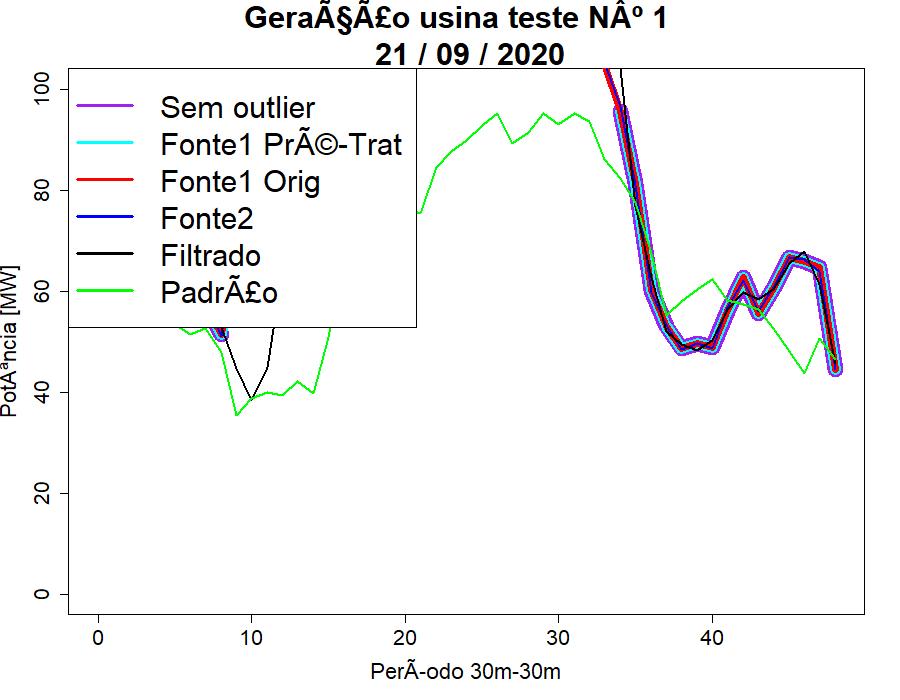 GeraÃ§Ã£o usina teste NÂº 1
21 / 09 / 2020
Sem outlier
Fonte1 PrÃ©-Trat
Fonte1 Orig
Fonte2
Filtrado
PadrÃ£o
PotÃªncia [MW]
100
80
60
40
20
0
0 10 20 30 40
PerÃ­-odo 30m-30m